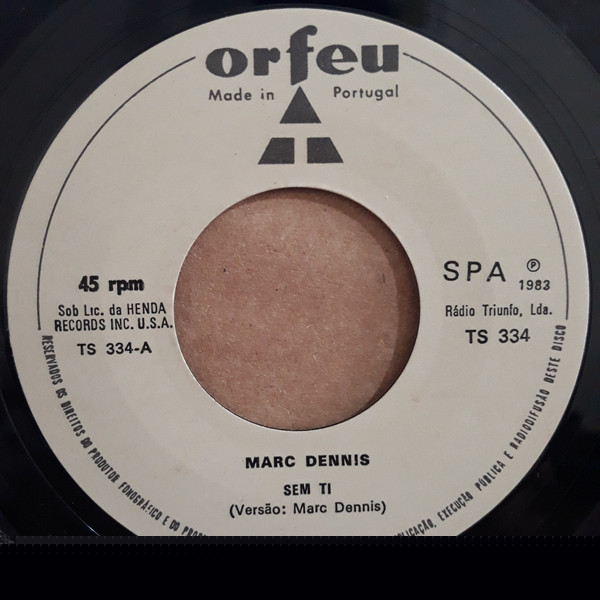 orfeu
Made in Portugal
45 rpm
Sob Lic. da HENDA
RECORDS INC. U.S.A.
TS 334-A
SPA ℗ 1983
Rádio Triunfo, Lda.
TS 334
MARC DENNIS
SEM TI
(Versão: Marc Dennis)
RESERVADOS OS DIREITOS DO PRODUTOR FONOGRÁFICO E DO
EXECUÇÃO PÚBLICA E RADIODIFUSÃO DESTE DISCO